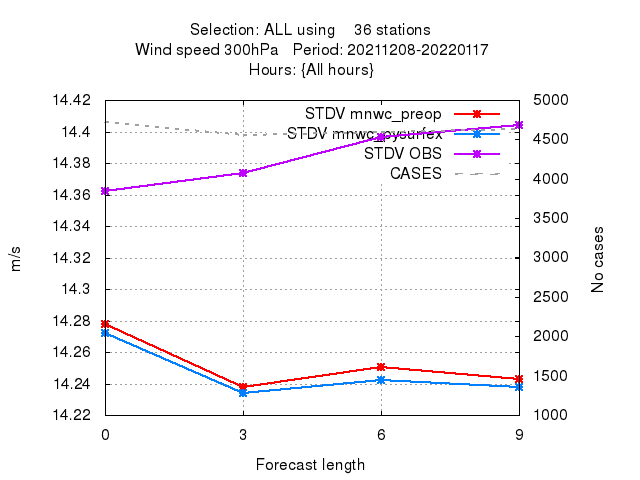 Selection: ALL using 36 stations
Wind speed 300hPa Period: 20211208-20220117
Hours: {All hours}
14.42
14.4
14.38
14.36
14.34
14.32
14.3
14.28
14.26
14.24
14.22
5000
4500
4000
3500
3000
2500
2000
1500
1000
STDV mnwc_preop
STDV mnwc_pysurfex
STDV OBS
CASES
m/s
No cases
0 3 6 9
Forecast length